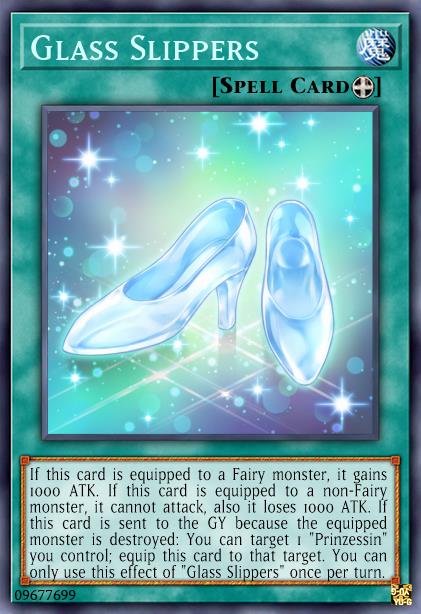 Glass Slippers
魔
[Spell Card]
If this card is equipped to a Fairy monster, it gains
1000 ATK. If this card is equipped to a non-Fairy
monster, it cannot attack, also it loses 1000 ATK. If
this card is sent to the GY because the equipped
monster is destroyed: You can target 1 "Prinzessin"
you control; equip this card to that target. You can
only use this effect of "Glass Slippers" once per turn.
09677699